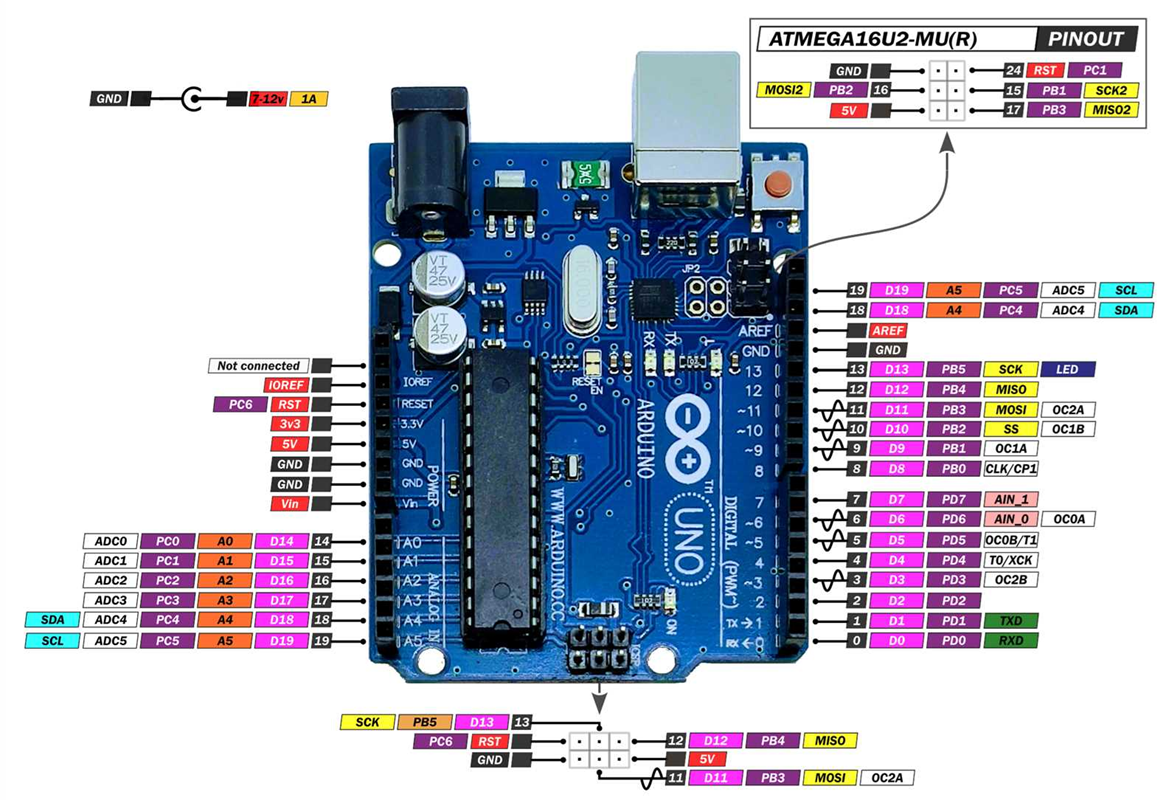 ATMEGA16U2-MU(R) PINOUT
GND
24 RST PC1
MOSI2 PB2 16
15 PB1 SCK2
5V
17 PB3 MISO2
GND 7-12v 1A
VT
47
25V
VT
47
25V
JP2
RX TX L
RESET
EN
ARDUINO
TM
UNO
WWW.ARDUINO.CC
ON
ICSP
POWER
ANALOG IN
DIGITAL (PWM~)
IOREF
RESET
3.3V
5V
GND
GND
Vin
A0
A1
A2
A3
A4
A5
AREF
GND
13
12
~11
~10
~9
8
7
~6
~5
4
~3
2
TX→1
RX←0
Not connected
IOREF
PC6 RST
3v3
5V
GND
GND
Vin
ADC0 PC0 A0 D14 14
ADC1 PC1 A1 D15 15
ADC2 PC2 A2 D16 16
ADC3 PC3 A3 D17 17
SDA ADC4 PC4 A4 D18 18
SCL ADC5 PC5 A5 D19 19
19 D19 A5 PC5 ADC5 SCL
18 D18 A4 PC4 ADC4 SDA
AREF
GND
13 D13 PB5 SCK LED
12 D12 PB4 MISO
11 D11 PB3 MOSI OC2A
10 D10 PB2 SS OC1B
9 D9 PB1 OC1A
8 D8 PB0 CLK/CP1
7 D7 PD7 AIN_1
6 D6 PD6 AIN_0 OC0A
5 D5 PD5 OC0B/T1
4 D4 PD4 T0/XCK
3 D3 PD3 OC2B
2 D2 PD2
1 D1 PD1 TXD
0 D0 PD0 RXD
SCK PB5 D13 13
PC6 RST
GND
12 D12 PB4 MISO
5V
11 D11 PB3 MOSI OC2A